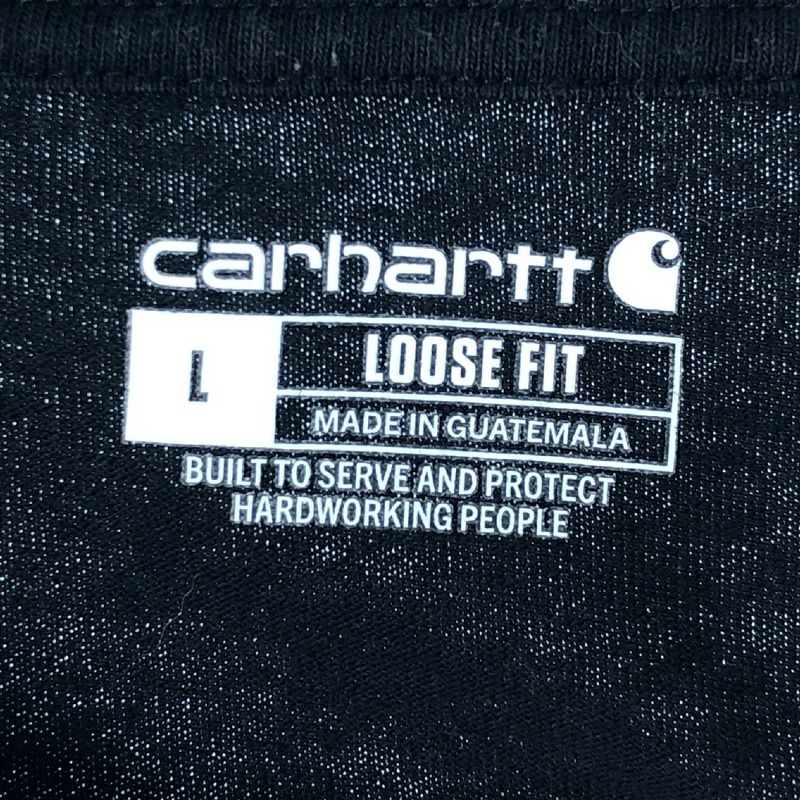 carhartt
L
LOOSE FIT
MADE IN GUATEMALA
BUILT TO SERVE AND PROTECT
HARDWORKING PEOPLE